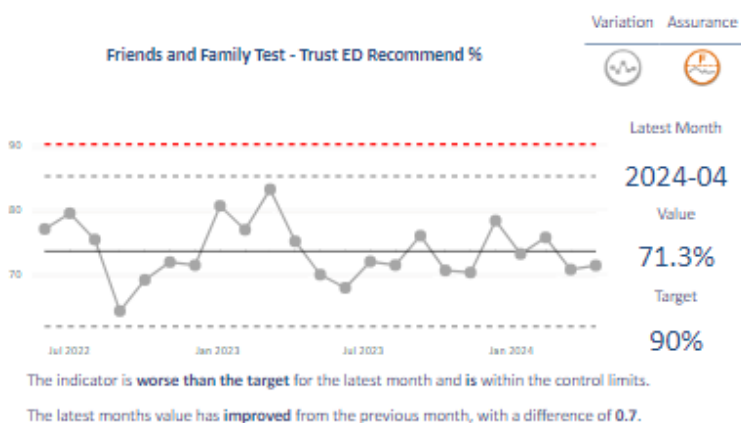 Variation Assurance
Friends and Family Test - Trust ED Recommend %
F
Latest Month
2024-04
Value
71.3%
Target
90%
90
80
70
Jul 2022 Jan 2023 Jul 2023 Jan 2024
The indicator is worse than the target for the latest month and is within the control limits.
The latest months value has improved from the previous month, with a difference of 0.7.